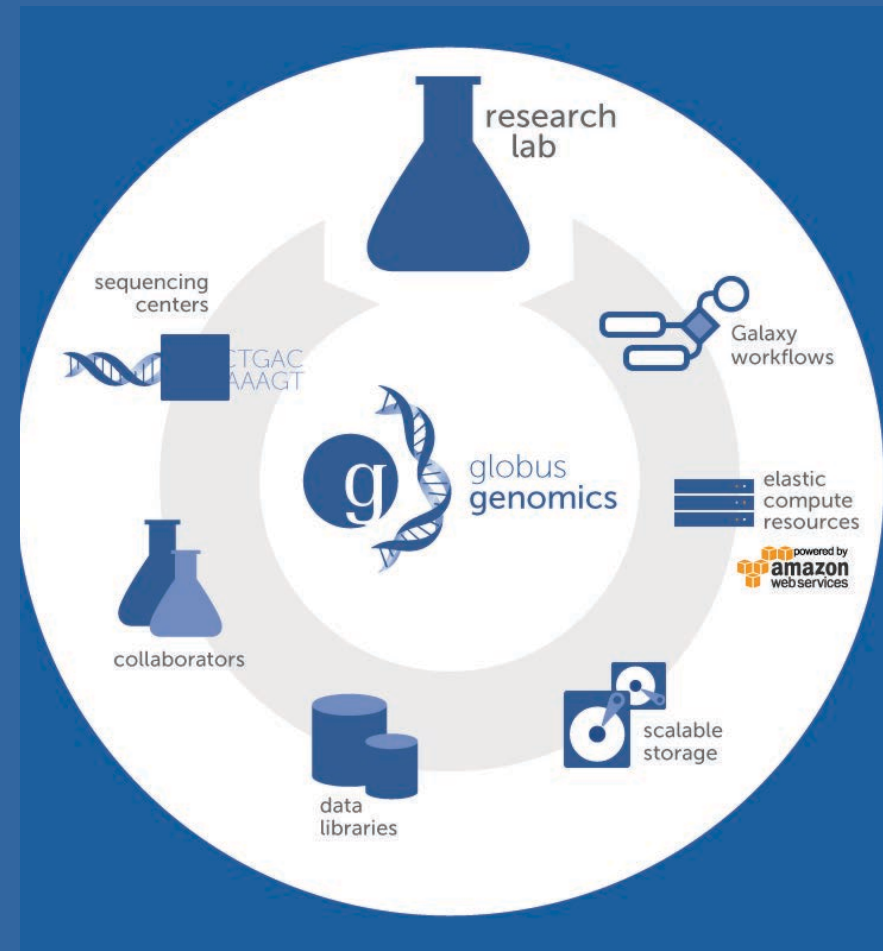 research
lab
sequencing
centers
CTGAC
AAAGT
Galaxy
workflows
g
globus
genomics
elastic
compute
resources
powered by
amazon
web services
collaborators
scalable
storage
data
libraries